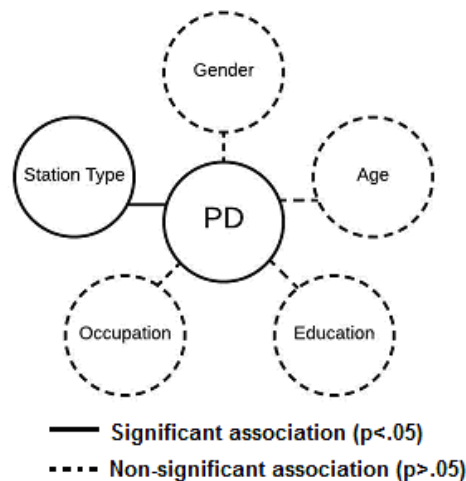 Gender
Station Type
Age
PD
Occupation
Education
Significant association (p<.05)
Non-significant association (p>.05)